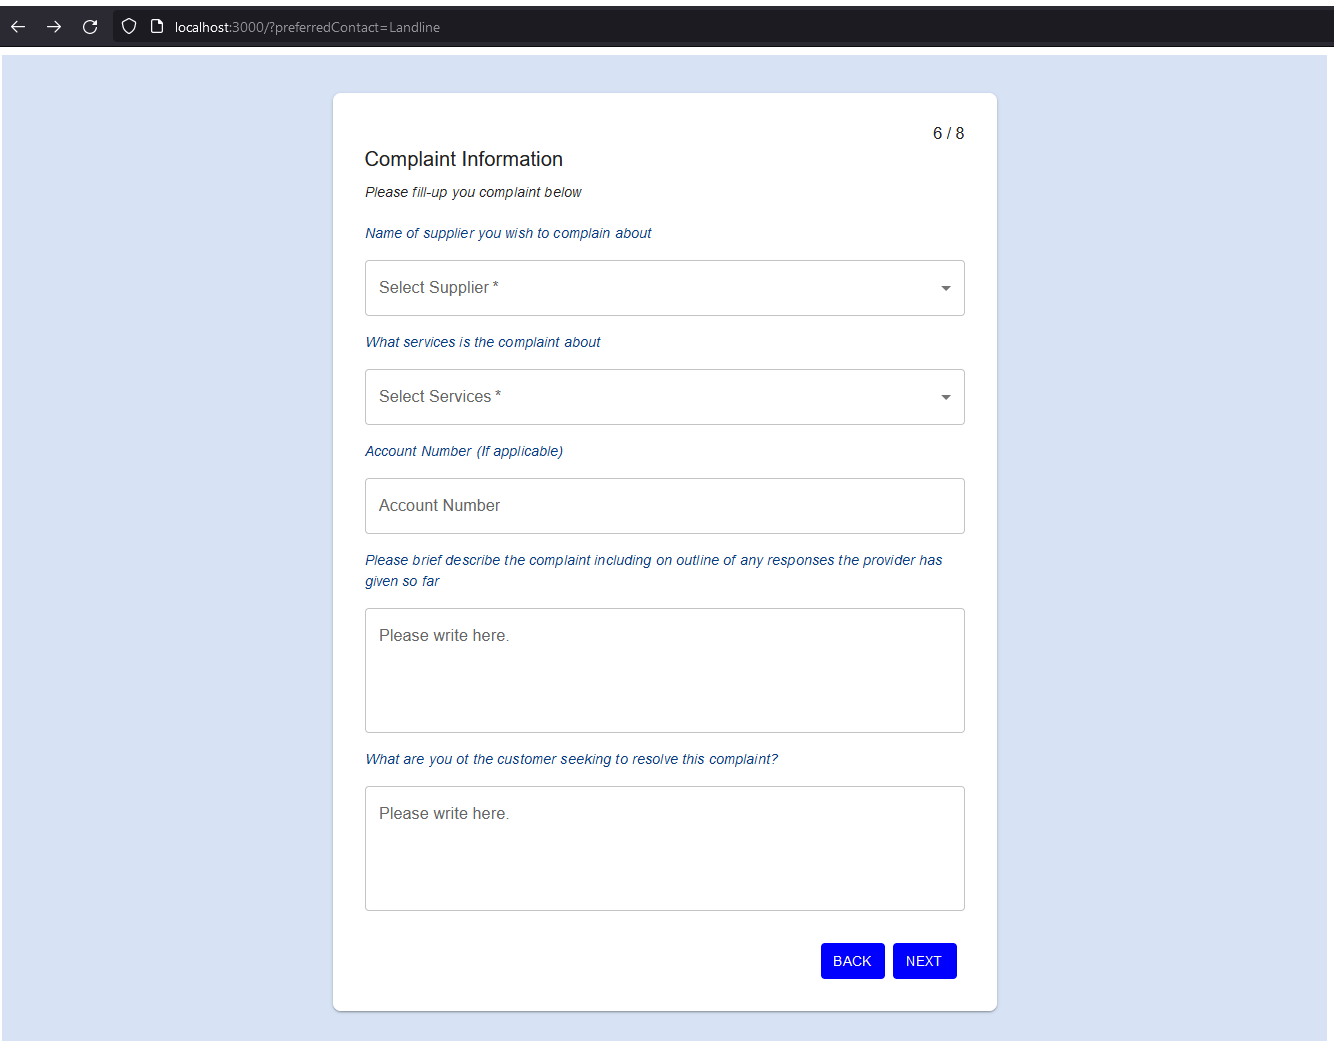 localhost:3000/?preferredContact=Landline
6 / 8
Complaint Information
Please fill-up you complaint below
Name of supplier you wish to complain about
Select Supplier *
What services is the complaint about
Select Services *
Account Number (If applicable)
Account Number
Please brief describe the complaint including on outline of any responses the provider has
given so far
Please write here.
What are you ot the customer seeking to resolve this complaint?
Please write here.
BACK NEXT